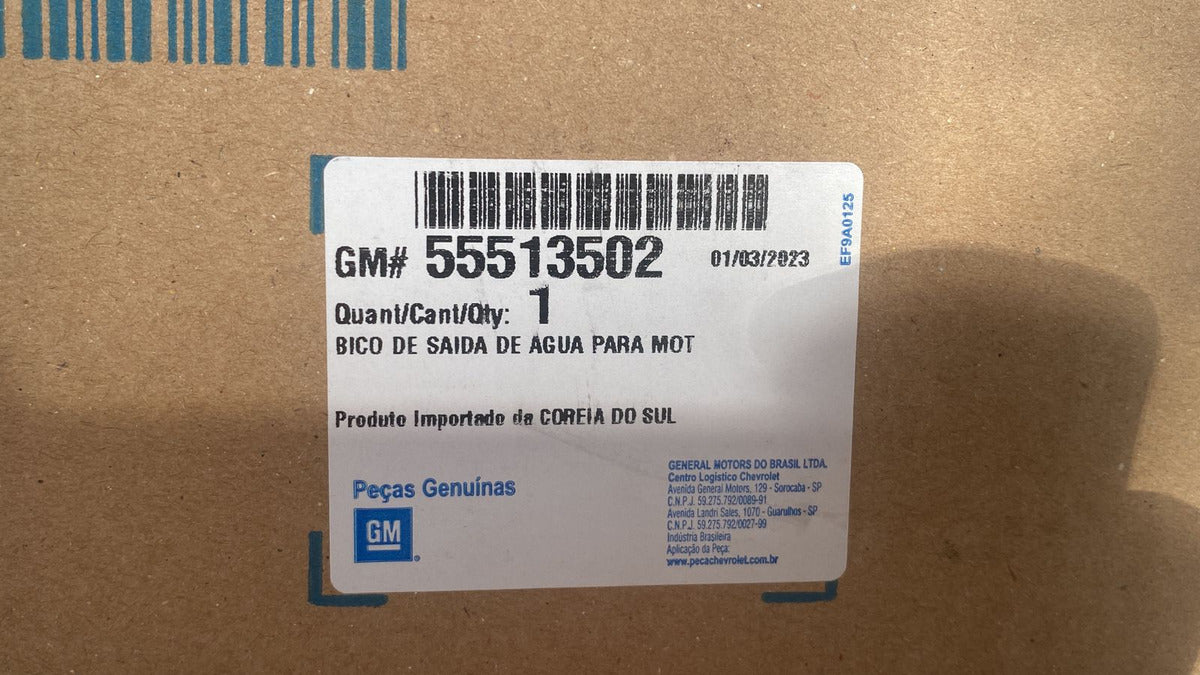 GM# 55513502
01/03/2023
EF9A0125
Quant/Cant/Qty: 1
BICO DE SAIDA DE AGUA PARA MOT
Produto Importado da COREIA DO SUL
Peças Genuínas
GM
GENERAL MOTORS DO BRASIL LTDA.
Centro Logístico Chevrolet
Avenida General Motors, 129 - Sorocaba - SP
C.N.P.J. 59.275.792/0089-91
Avenida Landri Sales, 1070 - Guarulhos - SP
C.N.P.J. 59.275.792/0027-99
Indústria Brasileira
Aplicação da Peça:
www.pecachevrolet.com.br